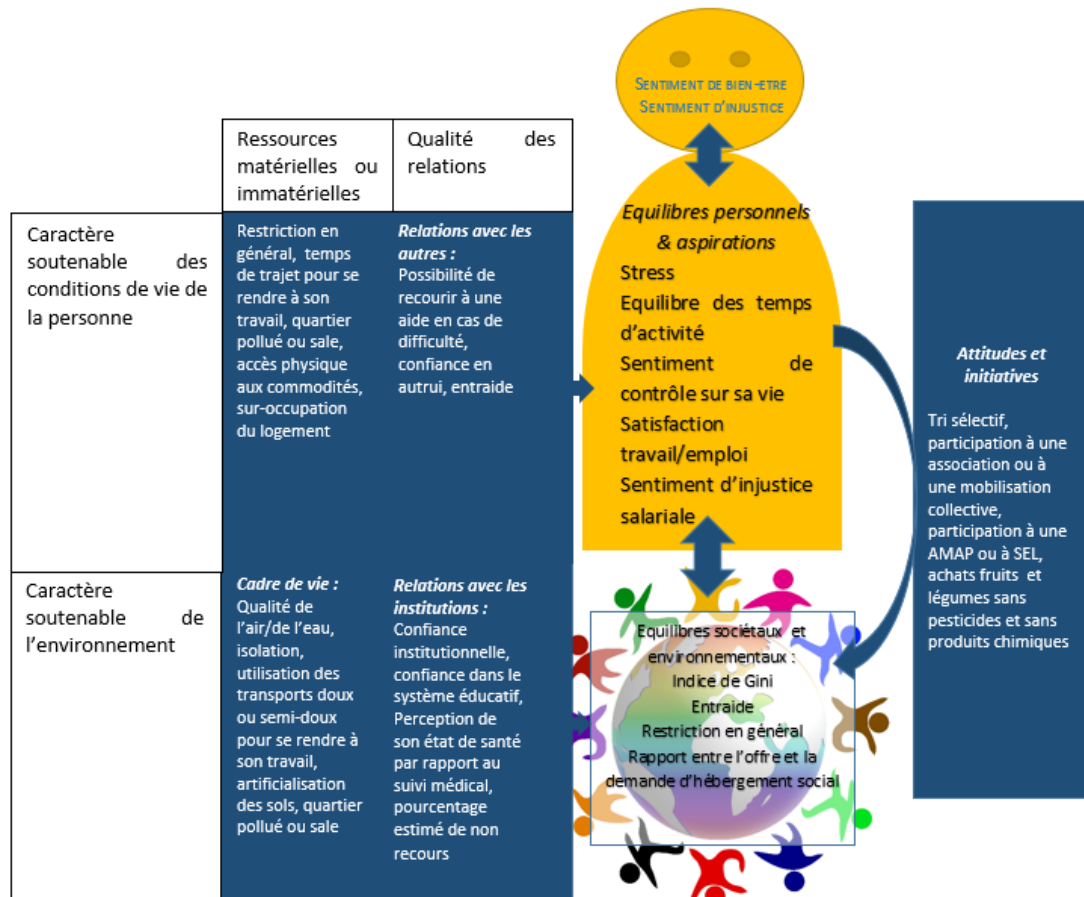 SENTIMENT DE BIEN-ETRE
SENTIMENT D'INJUSTICE
Ressources
matérielles ou
immatérielles
Qualité des
relations
Caractère
soutenable des
conditions de vie de
la personne
Restriction en
général, temps
de trajet pour se
rendre à son
travail, quartier
pollué ou sale,
accès physique
aux commodités,
sur-occupation
du logement
Relations avec les
autres :
Possibilité de
recourir à une
aide en cas de
difficulté,
confiance en
autrui, entraide
Equilibres personnels
& aspirations
Stress
Equilibre des temps
d'activité
Sentiment de
contrôle sur sa vie
Satisfaction
travail/emploi
Sentiment d'injustice
salariale
Attitudes et
initiatives
Tri sélectif,
participation à une
association ou à
une mobilisation
collective,
participation à une
AMAP ou à SEL,
achats fruits et
légumes sans
pesticides et sans
produits chimiques
Caractère
soutenable de
l'environnement
Cadre de vie :
Qualité de
l'air/de l'eau,
isolation,
utilisation des
transports doux
ou semi-doux
pour se rendre à
son travail,
artificialisation
des sols, quartier
pollué ou sale
Relations avec les
institutions :
Confiance
institutionnelle,
confiance dans le
système éducatif,
Perception de
son état de santé
par rapport au
suivi médical,
pourcentage
estimé de non
recours
Equilibres sociétaux et
environnementaux :
Indice de Gini
Entraide
Restriction en général
Rapport entre l'offre et la
demande d'hébergement social